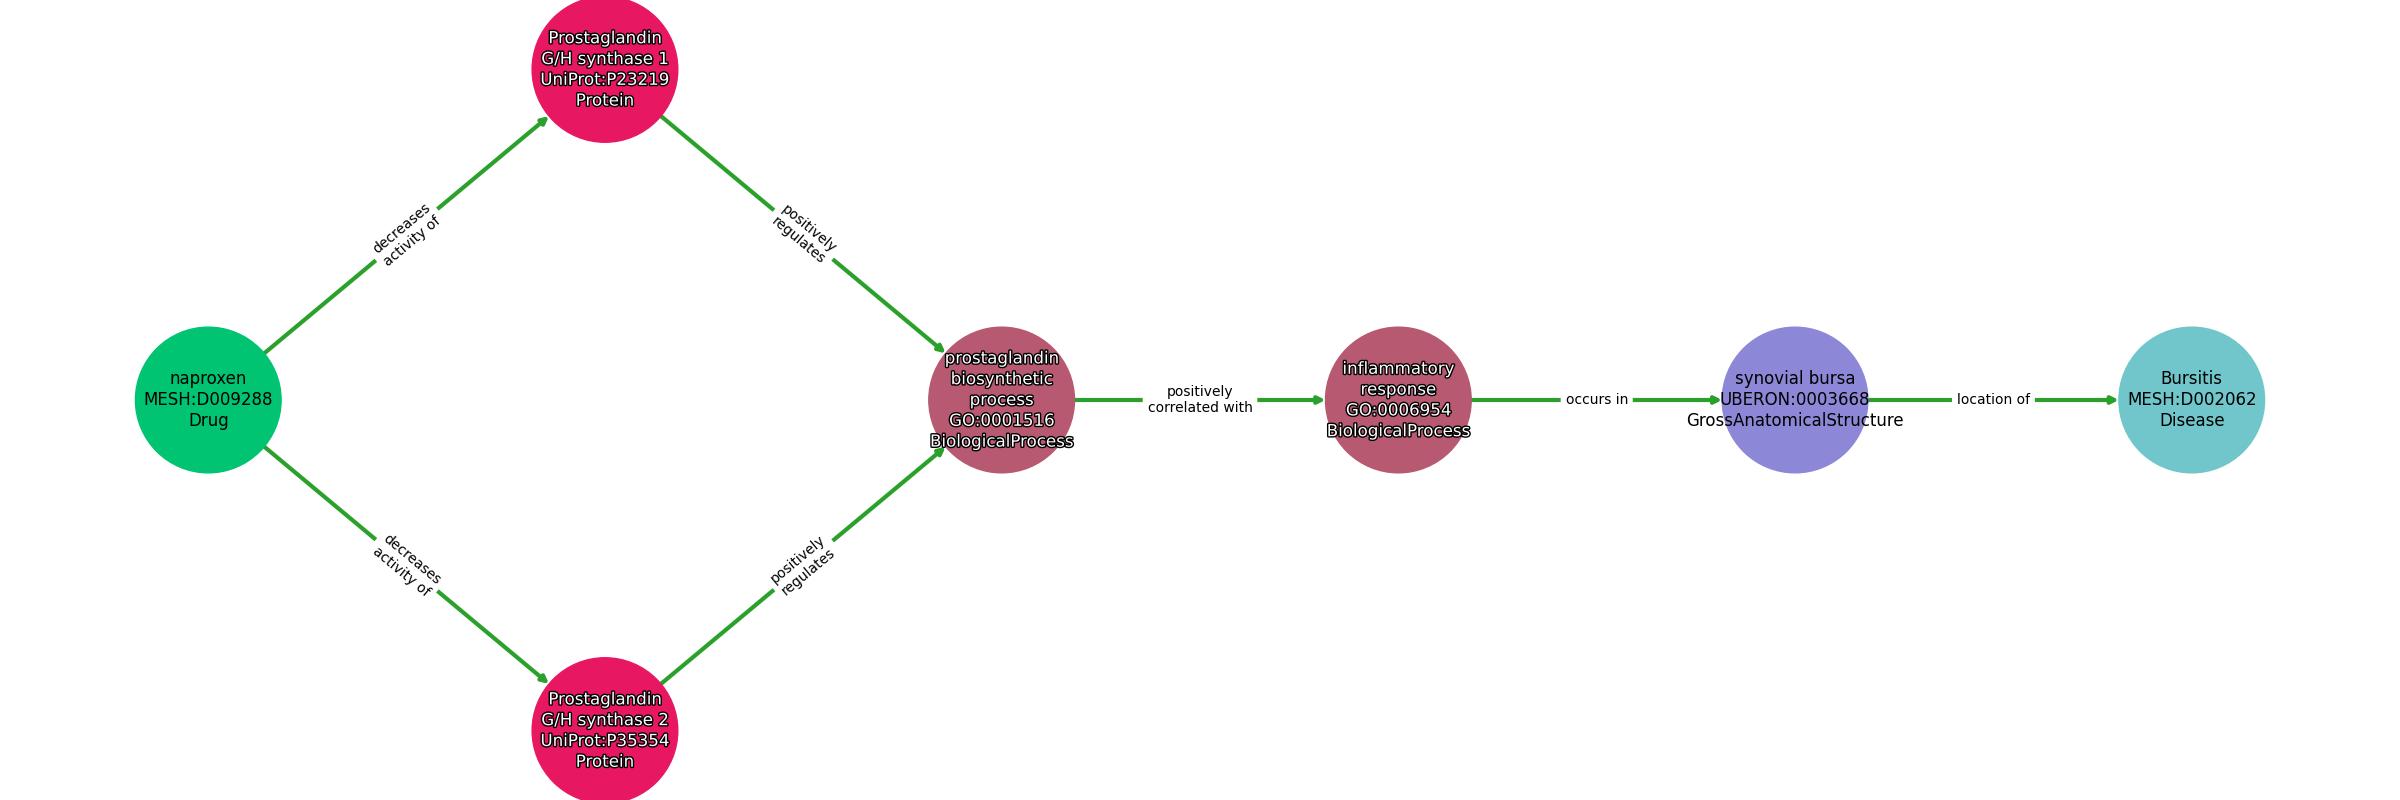 Prostaglandin
G/H synthase 1
UniProt:P23219
Protein
decreases
activity of
positively
regulates
naproxen
MESH:D009288
Drug
prostaglandin
biosynthetic
process
GO:0001516
BiologicalProcess
positively
correlated with
inflammatory
response
GO:0006954
BiologicalProcess
occurs in
synovial bursa
UBERON:0003668
GrossAnatomicalStructure
location of
Bursitis
MESH:D002062
Disease
decreases
activity of
positively
regulates
Prostaglandin
G/H synthase 2
UniProt:P35354
Protein